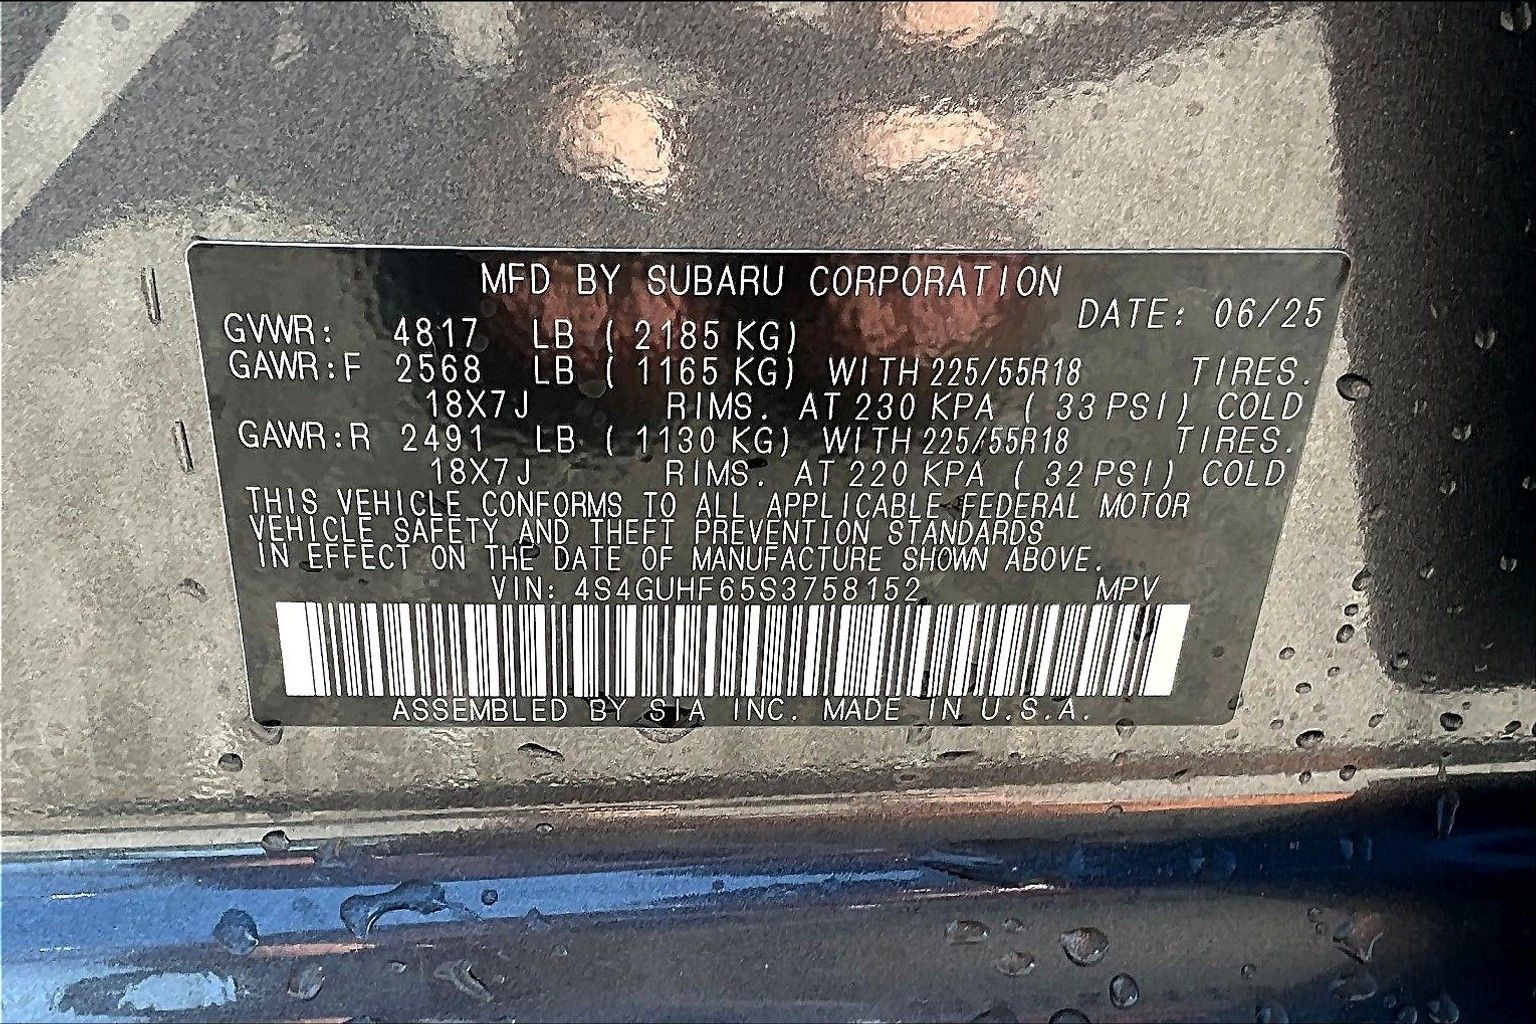 MFD BY SUBARU CORPORATION
DATE: 06/25
GVWR: 4817 LB ( 2185 KG)
GAWR:F 2568 LB ( 1165 KG) WITH 225/55R18 TIRES.
18X7J RIMS. AT 230 KPA ( 33 PSI) COLD
GAWR:R 2491 LB ( 1130 KG) WITH 225/55R18 TIRES.
18X7J RIMS. AT 220 KPA ( 32 PSI) COLD
THIS VEHICLE CONFORMS TO ALL APPLICABLE FEDERAL MOTOR
VEHICLE SAFETY AND THEFT PREVENTION STANDARDS
IN EFFECT ON THE DATE OF MANUFACTURE SHOWN ABOVE.
VIN: 4S4GUHF65S3758152 MPV
ASSEMBLED BY SIA INC. MADE IN U.S.A.